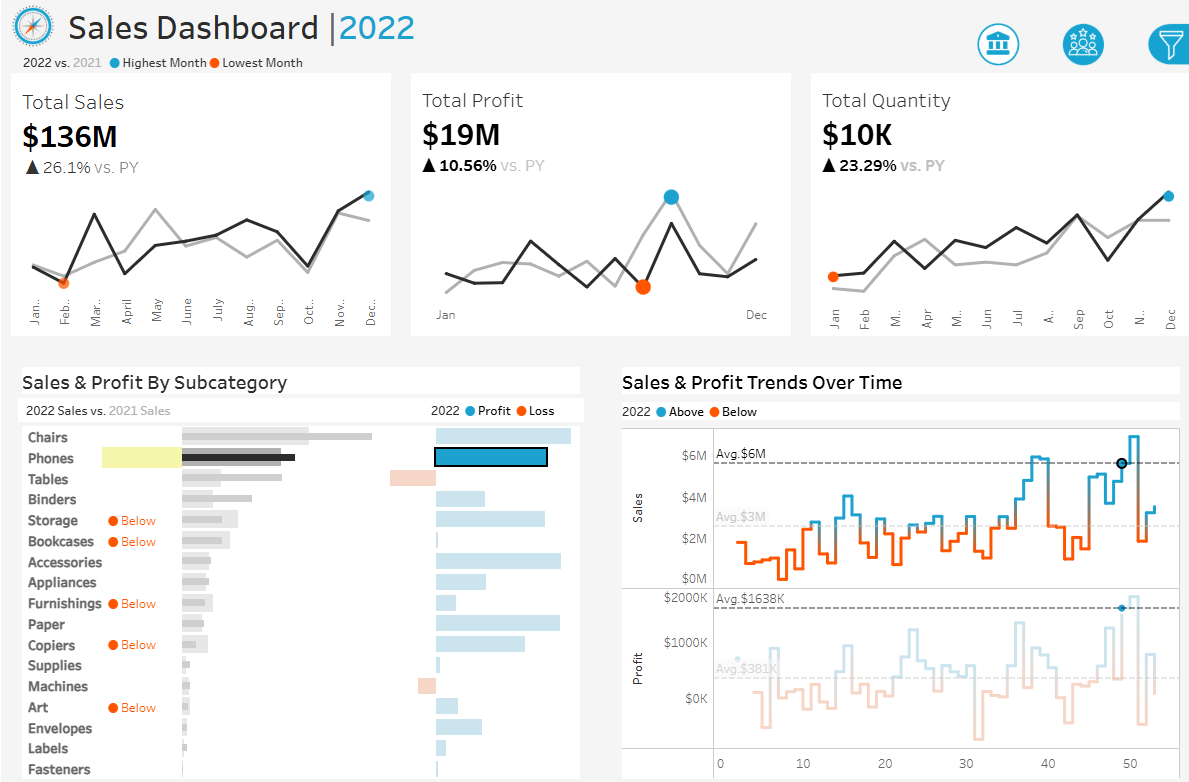 Sales Dashboard |2022
2022 vs. 2021 Highest Month Lowest Month
Total Sales
$136M
▲ 26.1% vs. PY
Jan.. Feb.. Mar.. April May June July Aug.. Sep.. Oct.. Nov.. Dec..
Total Profit
$19M
▲ 10.56% vs. PY
Jan Dec
Total Quantity
$10K
▲ 23.29% vs. PY
Jan Feb M.. Apr M.. Jun Jul A.. Sep Oct N.. Dec
Sales & Profit By Subcategory
2022 Sales vs. 2021 Sales 2022 Profit Loss
Chairs
Phones
Tables
Binders
Storage Below
Bookcases Below
Accessories
Appliances
Furnishings Below
Paper
Copiers Below
Supplies
Machines
Art Below
Envelopes
Labels
Fasteners
Sales & Profit Trends Over Time
2022 Above Below
Sales
$6M
$4M
$2M
$0M
Avg.$6M
Avg.$3M
Profit
$2000K
$1000K
$0K
Avg.$1638K
Avg.$381K
0 10 20 30 40 50